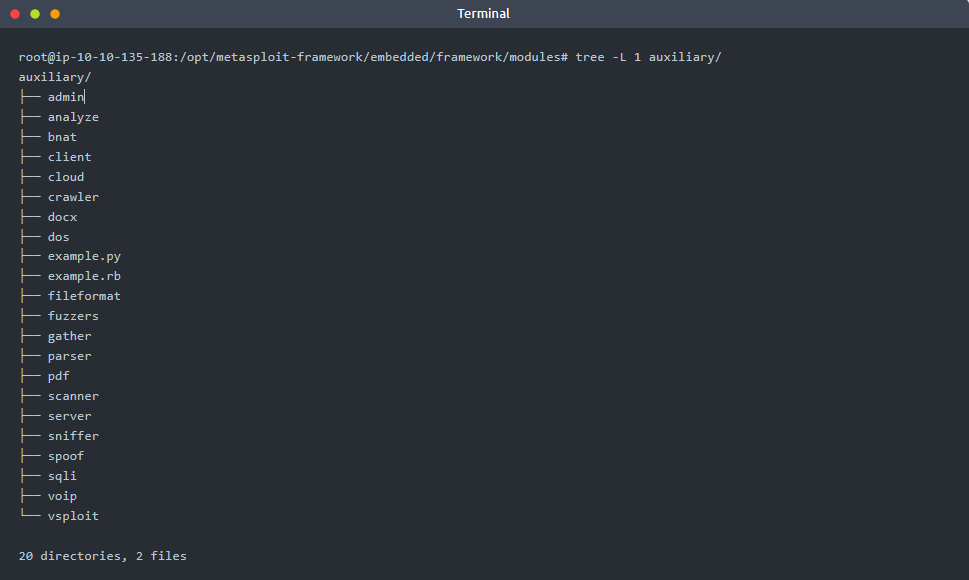 Terminal
root@ip-10-10-135-188:/opt/metasploit-framework/embedded/framework/modules# tree -L 1 auxiliary/
auxiliary/
├── admin
├── analyze
├── bnat
├── client
├── cloud
├── crawler
├── docx
├── dos
├── example.py
├── example.rb
├── fileformat
├── fuzzers
├── gather
├── parser
├── pdf
├── scanner
├── server
├── sniffer
├── spoof
├── sqli
├── voip
└── vsploit
20 directories, 2 files